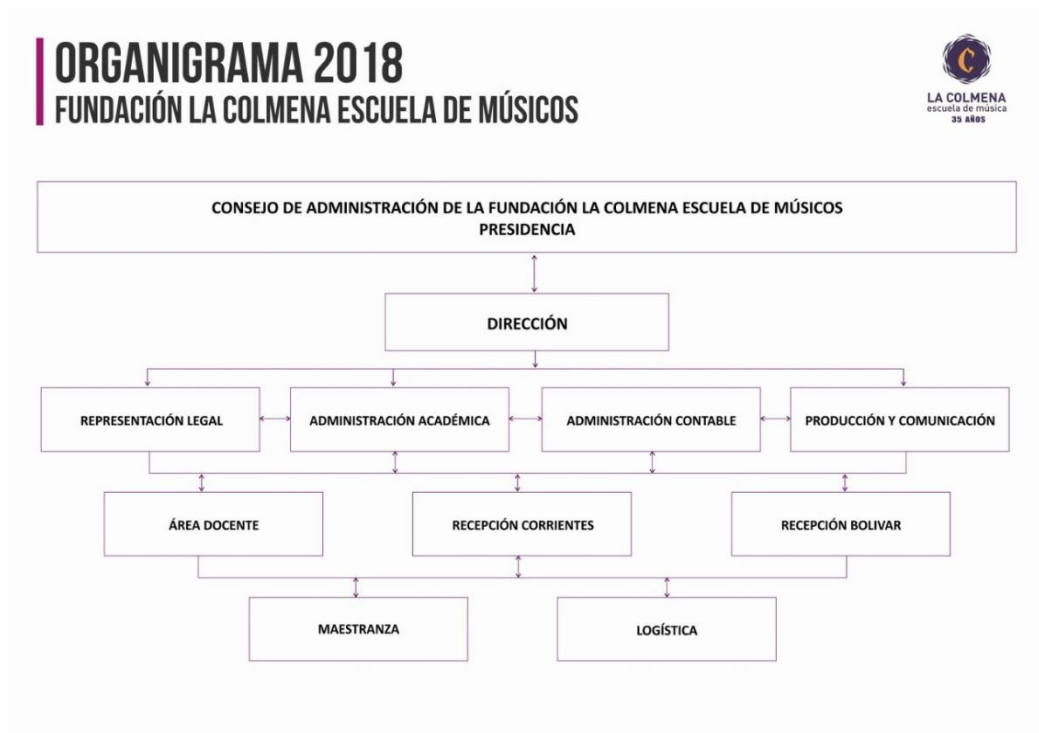 ORGANIGRAMA 2018
FUNDACIÓN LA COLMENA ESCUELA DE MÚSICOS
C
LA COLMENA
escuela de música
35 AÑOS
CONSEJO DE ADMINISTRACIÓN DE LA FUNDACIÓN LA COLMENA ESCUELA DE MÚSICOS
PRESIDENCIA
DIRECCIÓN
REPRESENTACIÓN LEGAL
ADMINISTRACIÓN ACADÉMICA
ADMINISTRACIÓN CONTABLE
PRODUCCIÓN Y COMUNICACIÓN
ÁREA DOCENTE
RECEPCIÓN CORRIENTES
RECEPCIÓN BOLIVAR
MAESTRANZA
LOGÍSTICA